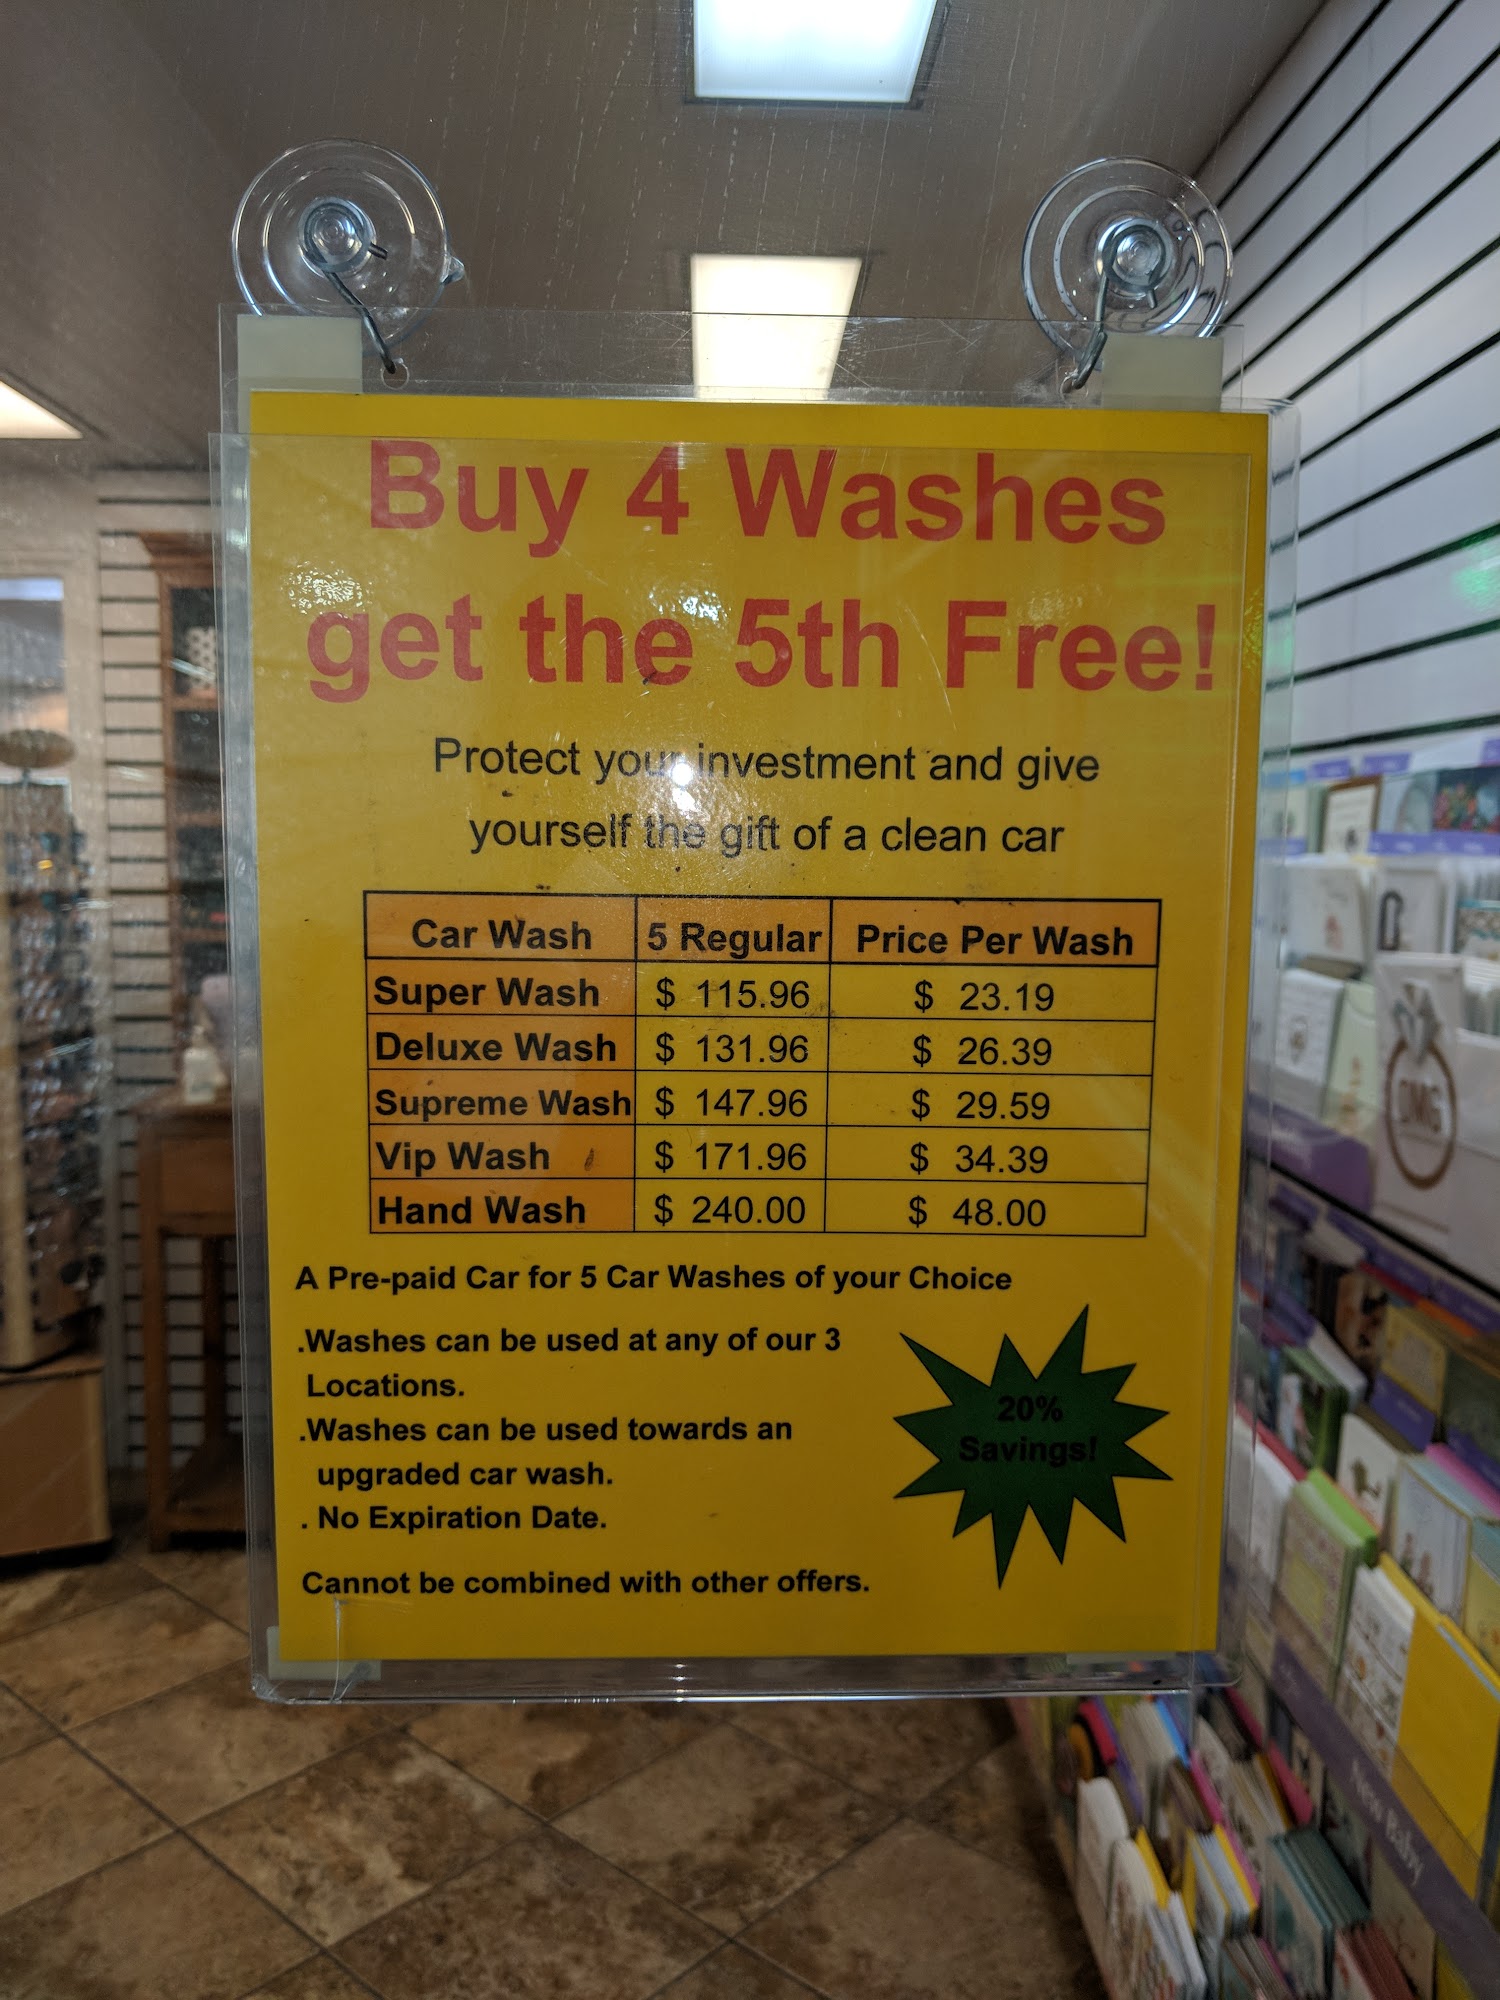 Buy 4 Washes
get the 5th Free!
Protect your investment and give
yourself the gift of a clean car
Car Wash 5 Regular Price Per Wash
Super Wash $ 115.96 $ 23.19
Deluxe Wash $ 131.96 $ 26.39
Supreme Wash $ 147.96 $ 29.59
Vip Wash $ 171.96 $ 34.39
Hand Wash $ 240.00 $ 48.00
A Pre-paid Car for 5 Car Washes of your Choice
.Washes can be used at any of our 3
Locations.
.Washes can be used towards an
upgraded car wash.
. No Expiration Date.
Cannot be combined with other offers.
20%
Savings!
OMG
New Baby